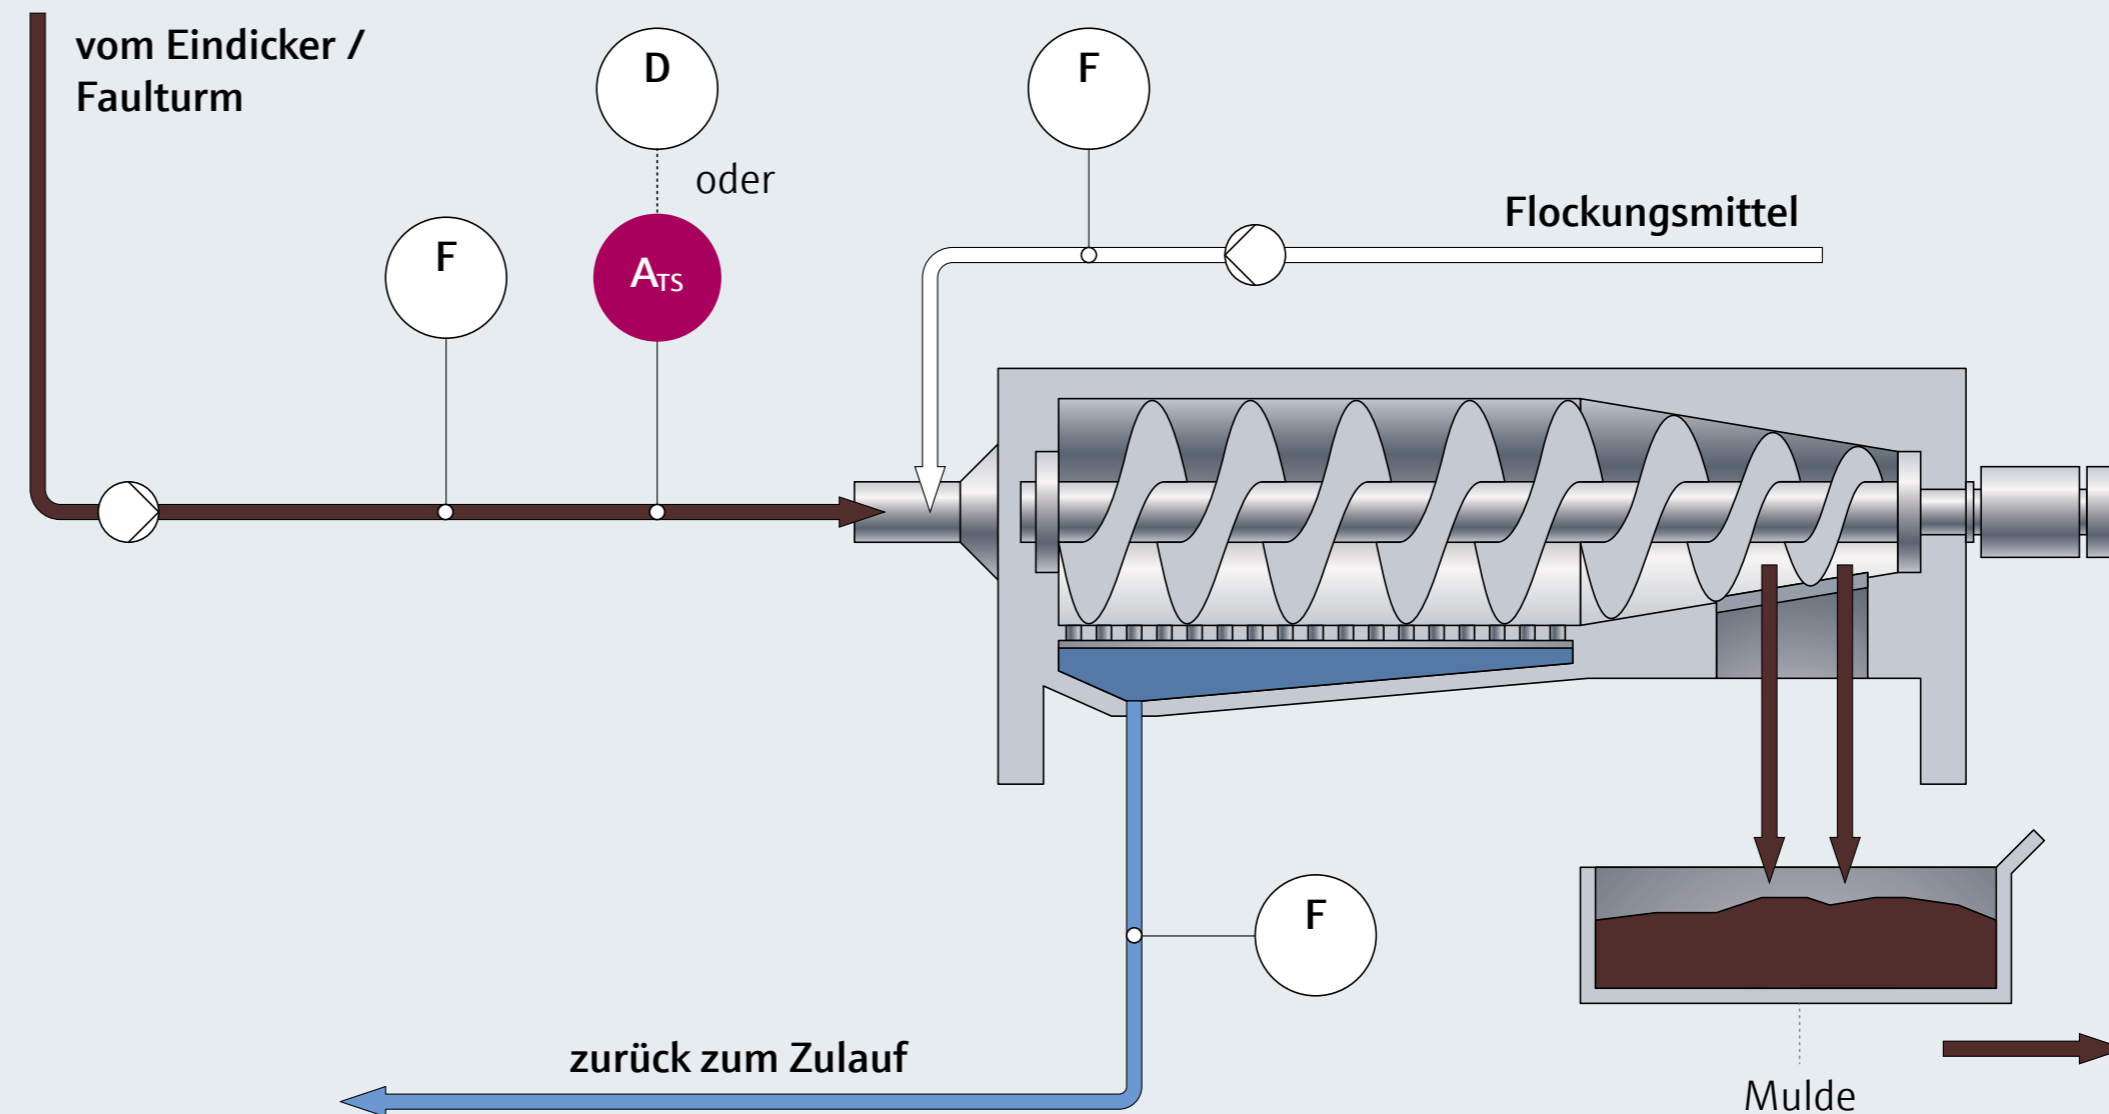 vom Eindicker /
Faulturm
D
F
oder
Flockungsmittel
F
ATS
F
zurück zum Zulauf
Mulde